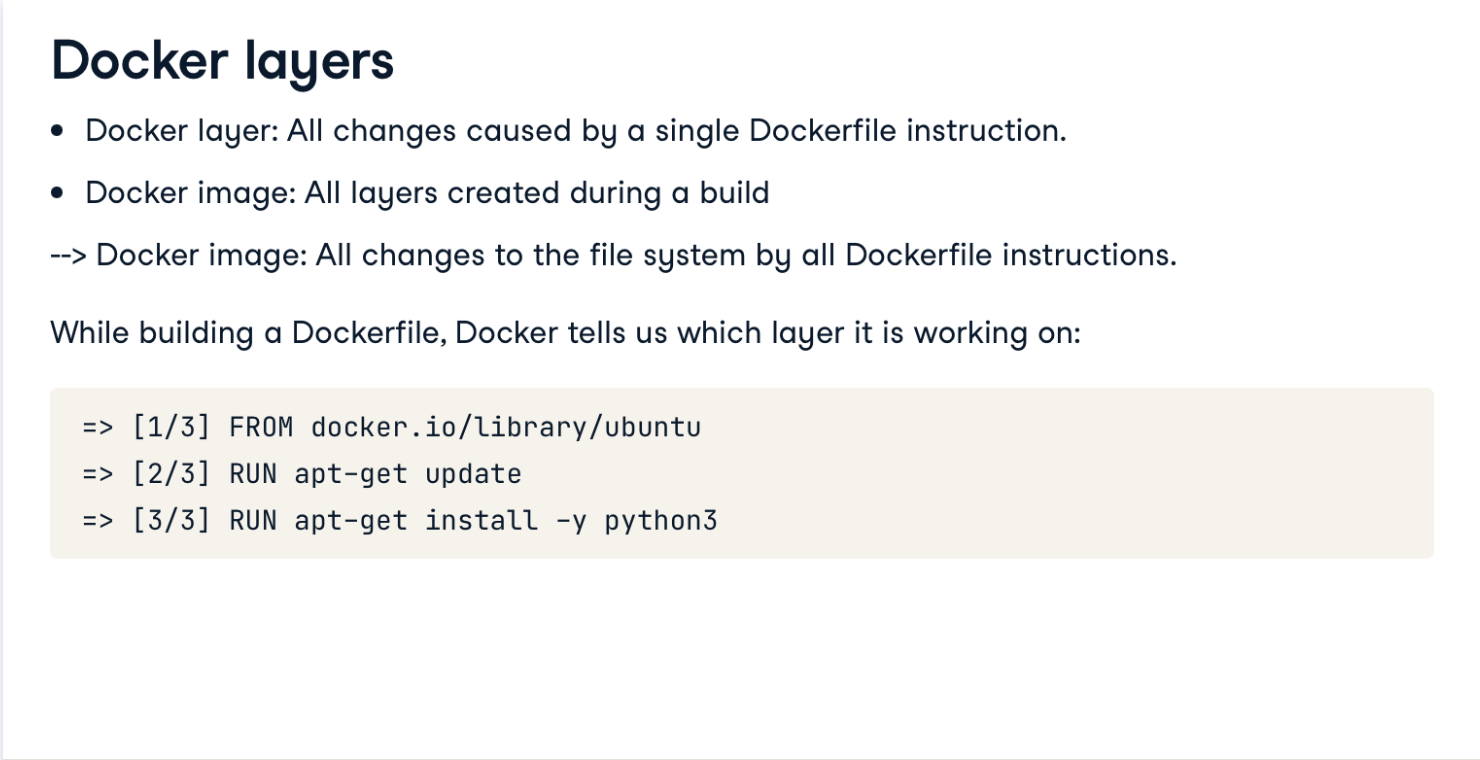 Docker layers
• Docker layer: All changes caused by a single Dockerfile instruction.
• Docker image: All layers created during a build
--> Docker image: All changes to the file system by all Dockerfile instructions.
While building a Dockerfile, Docker tells us which layer it is working on:
=> [1/3] FROM docker.io/library/ubuntu
=> [2/3] RUN apt-get update
=> [3/3] RUN apt-get install -y python3